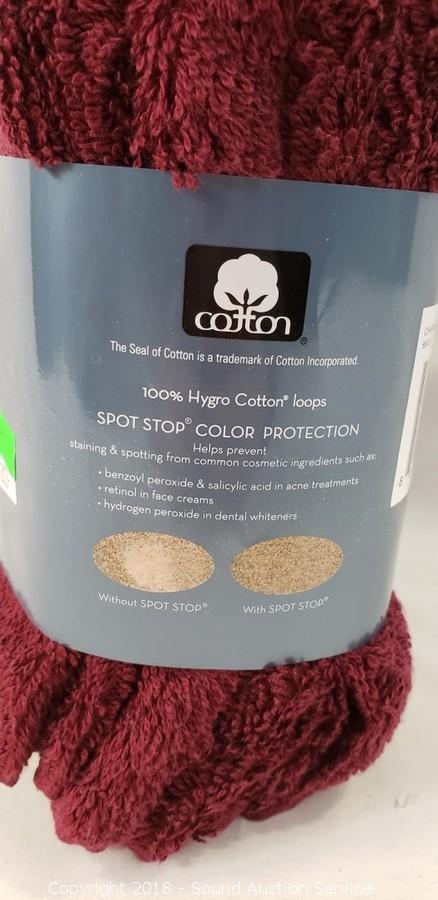 cotton®
The Seal of Cotton is a trademark of Cotton Incorporated.
100% Hygro Cotton® loops
SPOT STOP® COLOR PROTECTION
Helps prevent
staining & spotting from common cosmetic ingredients such as:
• benzoyl peroxide & salicylic acid in acne treatments
• retinol in face creams
• hydrogen peroxide in dental whiteners
Without SPOT STOP®
With SPOT STOP®
Copyright 2018 - Sound Auction Service